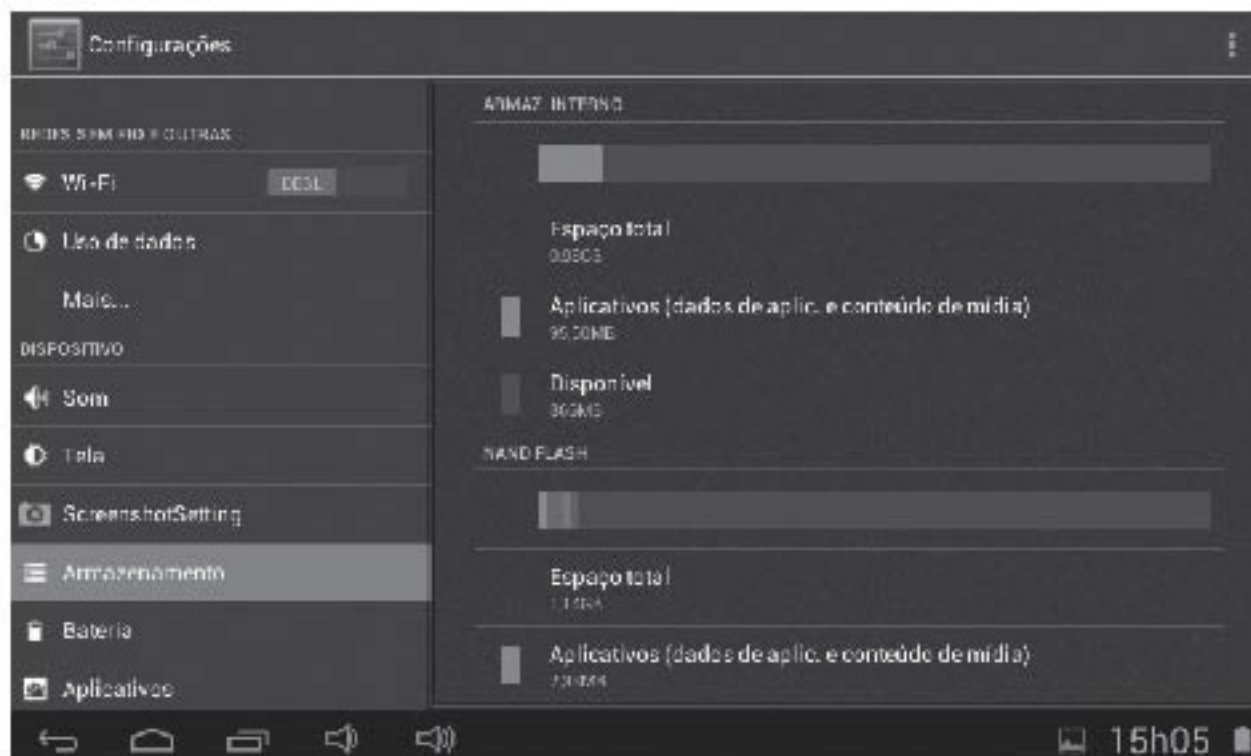 Configurações
REDES SEM FIO E OUTRAS
Wi-Fi
DESL.
Uso de dados
Mais...
DISPOSITIVO
Som
Tela
ScreenshotSetting
Armazenamento
Bateria
Aplicativos
ARMAZ. INTERNO
Espaço total
Aplicativos (dados de aplic. e conteúdo de mídia)
Disponível
NAND FLASH
Espaço total
Aplicativos (dados de aplic. e conteúdo de mídia)
15h05